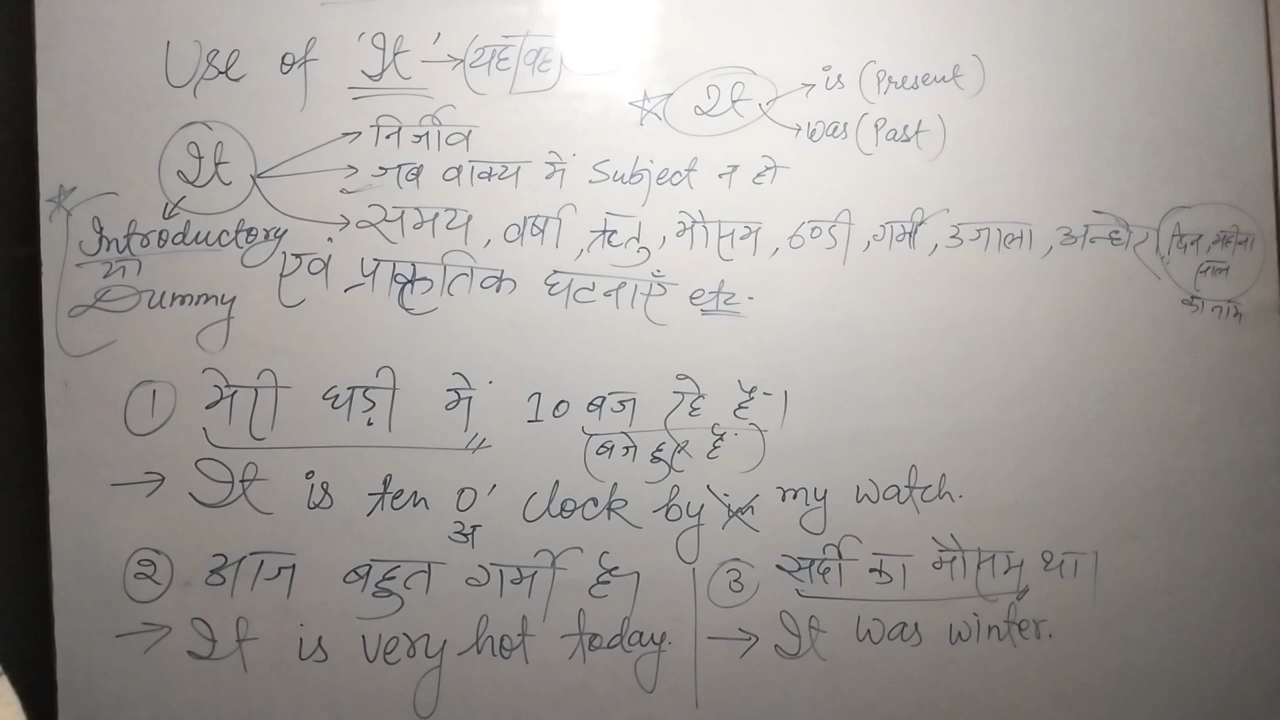 Use of 'It' → (यह/वह)
★ It → is (Present)
→ was (Past)
It → निर्जीव
→ जब वाक्य में Subject न हो
→ समय, वर्षा, ऋतु, मौसम, ठण्डी, गर्मी, उजाला, अन्धेरा, दिन, महीना
साल
का नाम
एवं प्राकृतिक घटनाएँ etc.
★ Introductory
या
Dummy
① मेरी घड़ी में 10 बज रहे हैं।
(बजे हुए हैं)
→ It is ten o' clock by in my watch.
अ
② आज बहुत गर्मी है।
→ It is very hot today.
③ सर्दी का मौसम था।
→ It was winter.